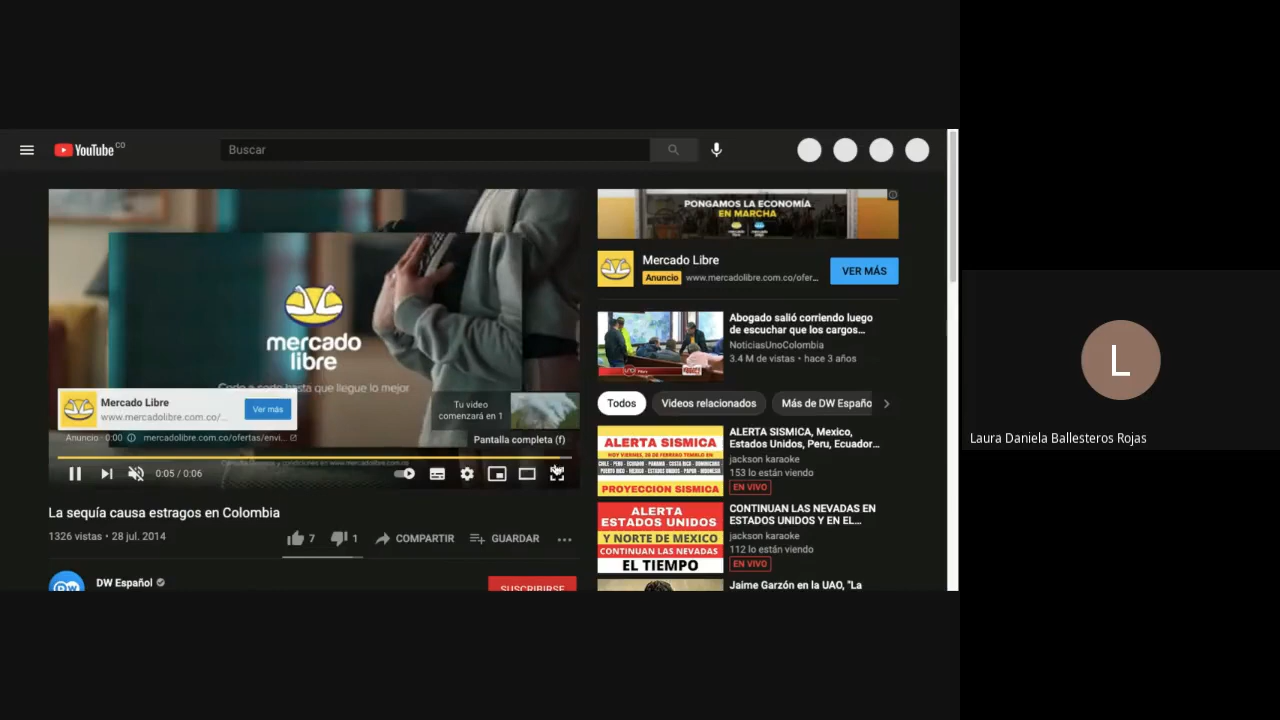 YouTube CO
Buscar
mercado
libre
Codo a codo hasta que llegue lo mejor
Mercado Libre
www.mercadolibre.com.co/...
Ver más
Tu video
comenzará en 1
Anuncio · 0:00
mercadolibre.com.co/ofertas/envi...
Pantalla completa (f)
0:05 / 0:06
La sequía causa estragos en Colombia
1326 vistas • 28 jul. 2014
7
1
COMPARTIR
GUARDAR
DW Español
SUSCRIBIRSE
PONGAMOS LA ECONOMÍA
EN MARCHA
Mercado Libre
Anuncio www.mercadolibre.com.co/ofer...
VER MÁS
Abogado salió corriendo luego
de escuchar que los cargos...
NoticiasUnoColombia
3.4 M de vistas • hace 3 años
Todos
Videos relacionados
Más de DW Españo
ALERTA SISMICA
PROYECCION SISMICA
ALERTA SISMICA, Mexico,
Estados Unidos, Peru, Ecuador...
jackson karaoke
153 lo están viendo
EN VIVO
ALERTA
ESTADOS UNIDOS
Y NORTE DE MEXICO
CONTINUAN LAS NEVADAS
EL TIEMPO
CONTINUAN LAS NEVADAS EN
ESTADOS UNIDOS Y EN EL...
jackson karaoke
112 lo están viendo
EN VIVO
Jaime Garzón en la UAO, "La
L
Laura Daniela Ballesteros Rojas